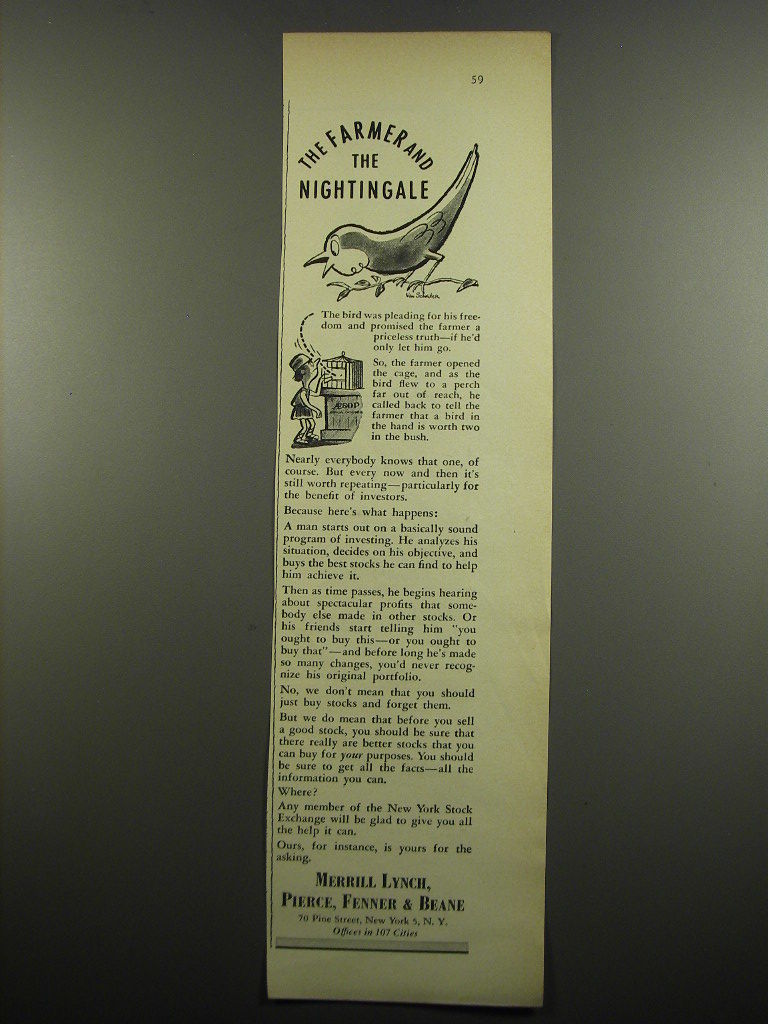 59
THE FARMER AND
THE
NIGHTINGALE
The bird was pleading for his free-
dom and promised the farmer a
priceless truth—if he'd
only let him go.
So, the farmer opened
the cage, and as the
bird flew to a perch
far out of reach, he
called back to tell the
farmer that a bird in
the hand is worth two
in the bush.
ÆSOP
Nearly everybody knows that one, of
course. But every now and then it's
still worth repeating—particularly for
the benefit of investors.
Because here's what happens:
A man starts out on a basically sound
program of investing. He analyzes his
situation, decides on his objective, and
buys the best stocks he can find to help
him achieve it.
Then as time passes, he begins hearing
about spectacular profits that some-
body else made in other stocks. Or
his friends start telling him "you
ought to buy this—or you ought to
buy that"—and before long he's made
so many changes, you'd never recog-
nize his original portfolio.
No, we don't mean that you should
just buy stocks and forget them.
But we do mean that before you sell
a good stock, you should be sure that
there really are better stocks that you
can buy for your purposes. You should
be sure to get all the facts—all the
information you can.
Where?
Any member of the New York Stock
Exchange will be glad to give you all
the help it can.
Ours, for instance, is yours for the
asking.
MERRILL LYNCH,
PIERCE, FENNER & BEANE
70 Pine Street, New York 5, N. Y.
Offices in 107 Cities